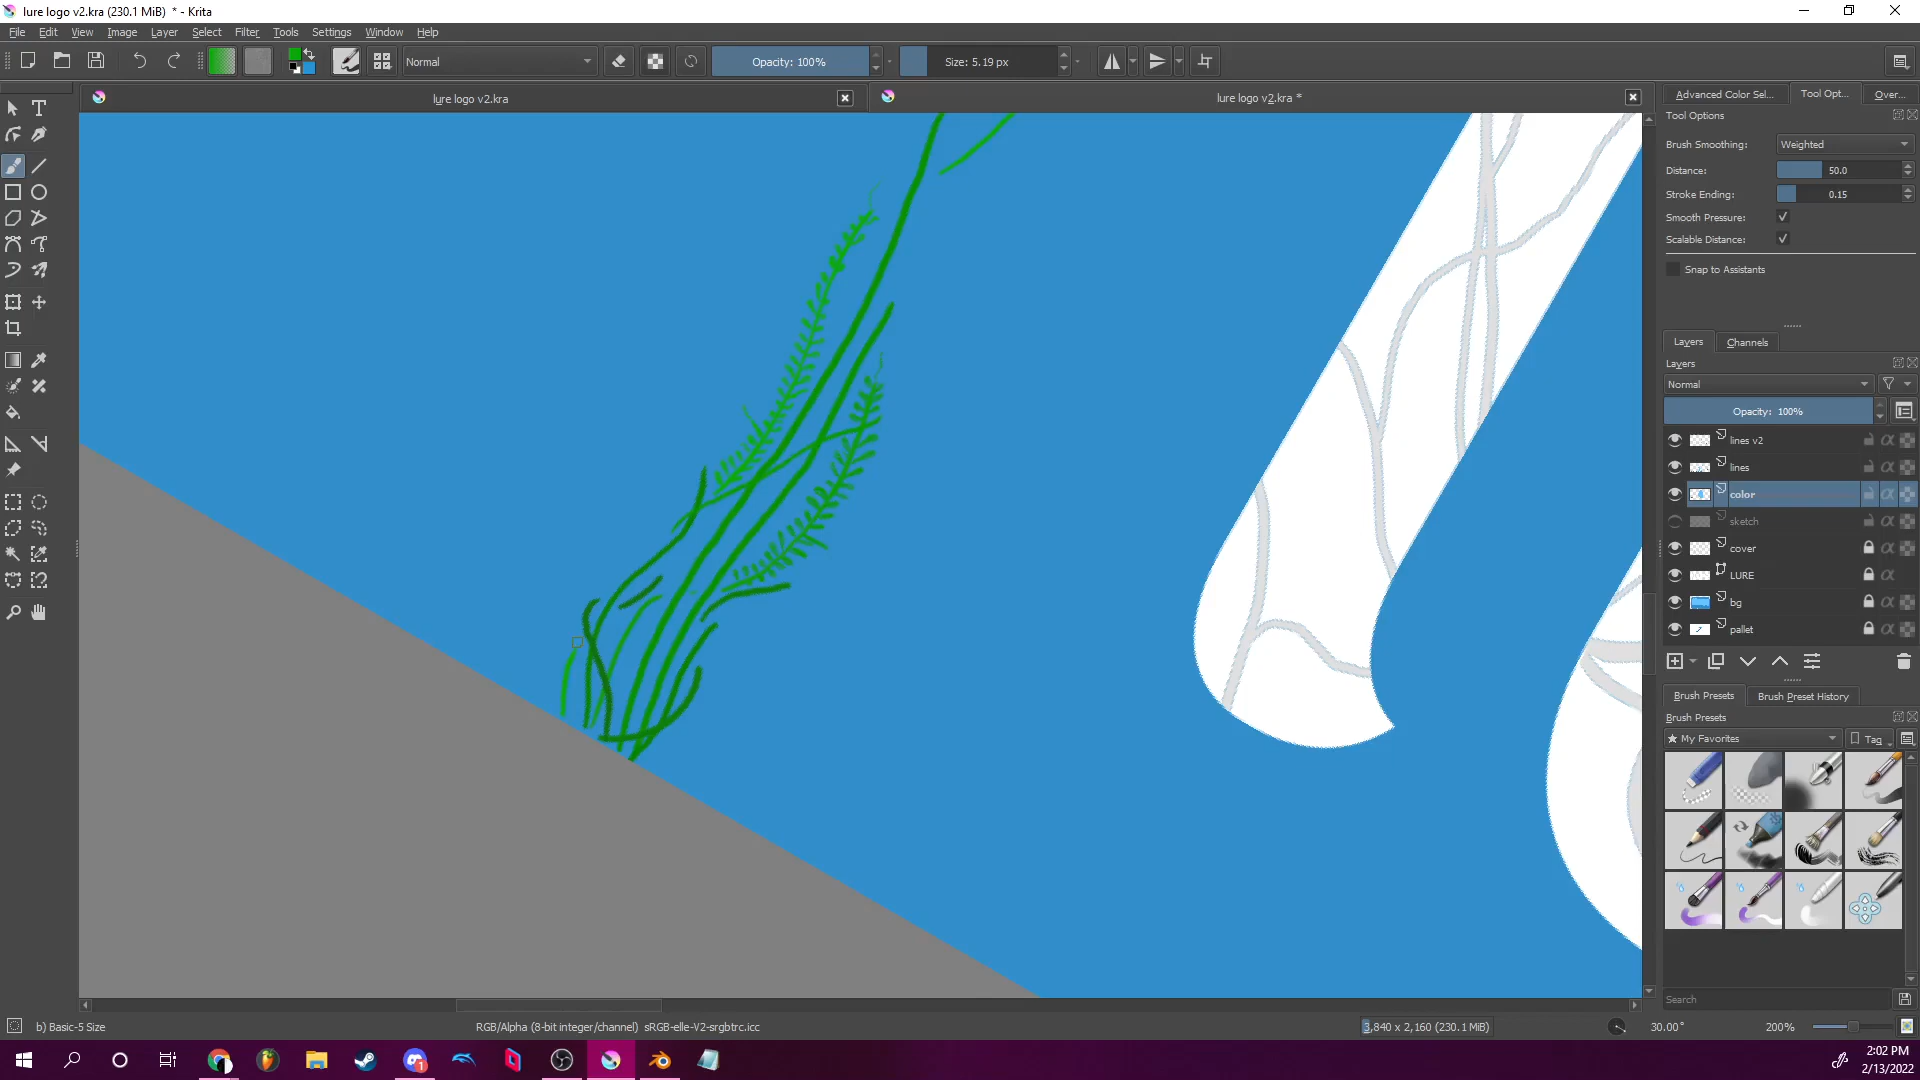 lure logo v2.kra (230.1 MiB) * - Krita
File Edit View Image Layer Select Filter Tools Settings Window Help
Normal Opacity: 100% Size: 5.19 px
lure logo v2.kra lure logo v2.kra *
Advanced Color Sel... Tool Opt... Over...
Tool Options
Brush Smoothing: Weighted
Distance: 50.0
Stroke Ending: 0.15
Smooth Pressure:
Scalable Distance:
Snap to Assistants
Layers Channels
Layers
Normal
Opacity: 100%
lines v2
lines
color
sketch
cover
LURE
bg
pallet
Brush Presets Brush Preset History
Brush Presets
My Favorites Tag
Search
b) Basic-5 Size RGB/Alpha (8-bit integer/channel) sRGB-elle-V2-srgbtrc.icc 3,840 x 2,160 (230.1 MiB) 30.00° 200%
1
2:02 PM
2/13/2022